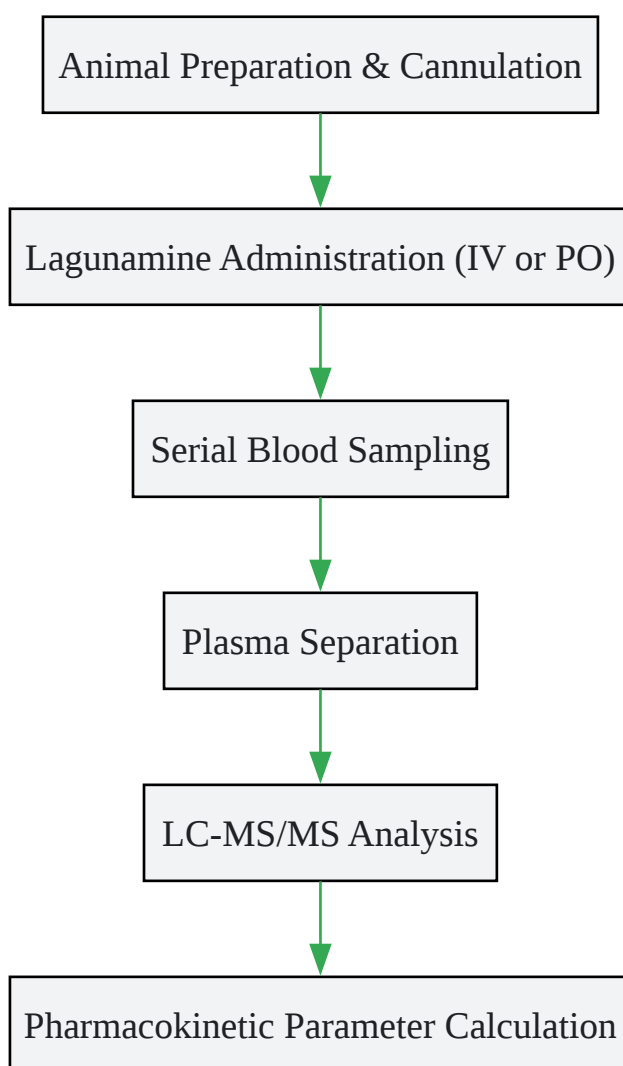 Animal Preparation & Cannulation
Lagunamine Administration (IV or PO)
Serial Blood Sampling
Plasma Separation
LC-MS/MS Analysis
Pharmacokinetic Parameter Calculation